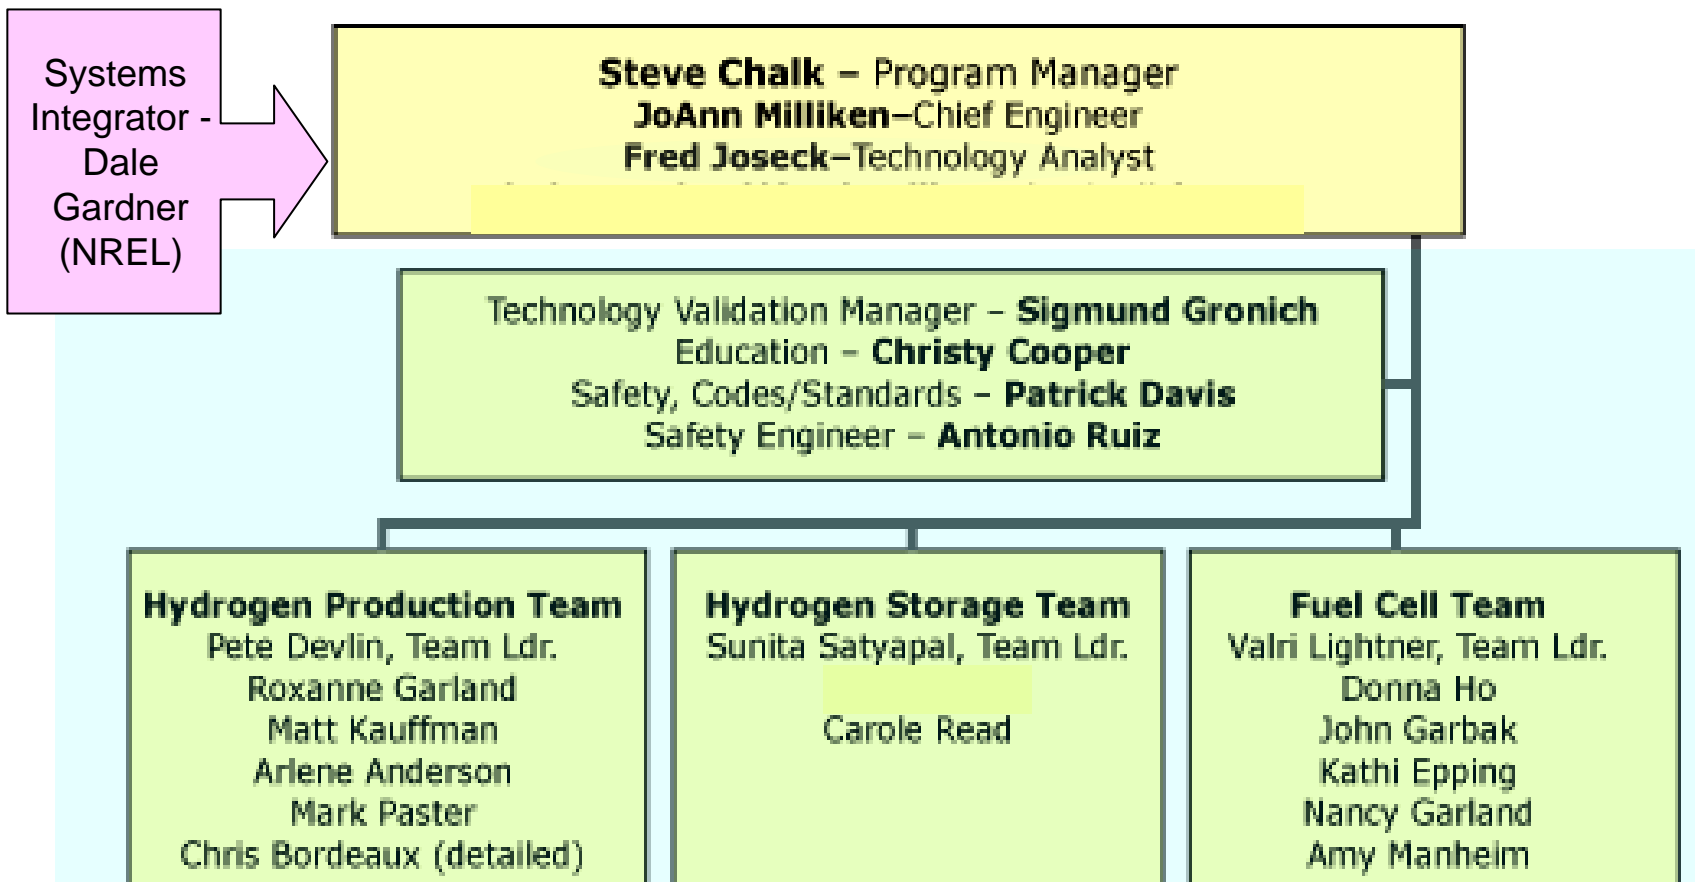 Systems
Integrator -
Dale
Gardner
(NREL)
Steve Chalk – Program Manager
JoAnn Milliken–Chief Engineer
Fred Joseck–Technology Analyst
Technology Validation Manager – Sigmund Gronich
Education – Christy Cooper
Safety, Codes/Standards – Patrick Davis
Safety Engineer – Antonio Ruiz
Hydrogen Production Team
Pete Devlin, Team Ldr.
Roxanne Garland
Matt Kauffman
Arlene Anderson
Mark Paster
Chris Bordeaux (detailed)
Hydrogen Storage Team
Sunita Satyapal, Team Ldr.
Carole Read
Fuel Cell Team
Valri Lightner, Team Ldr.
Donna Ho
John Garbak
Kathi Epping
Nancy Garland
Amy Manheim